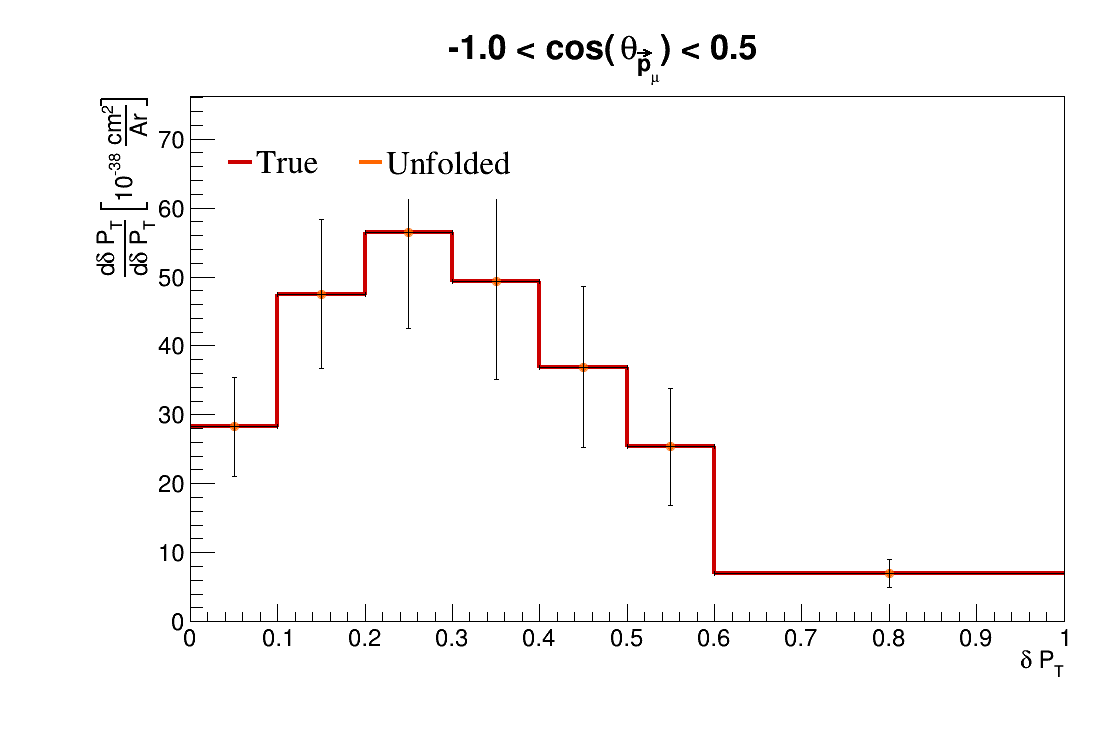 -1.0 < cos(θ_{\vec{p}_μ}) < 0.5
dδ P_T / dδ P_T [10^{-38} cm² / Ar]
True Unfolded
70
60
50
40
30
20
10
0
0 0.1 0.2 0.3 0.4 0.5 0.6 0.7 0.8 0.9 1
δ P_T